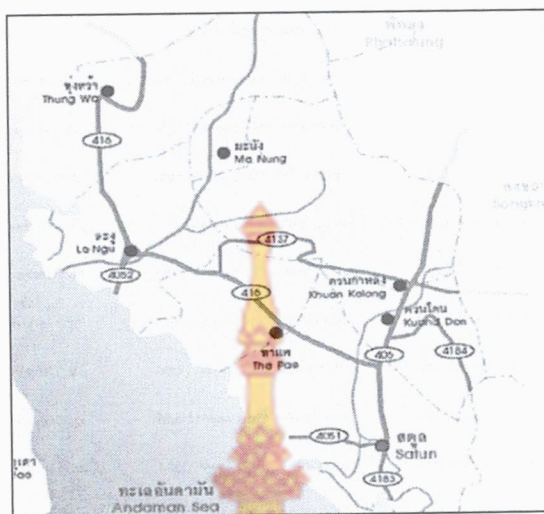 พัทลุง
Phatthalung
ทุ่งหว้า
Thung Wa
416
มะนัง
Ma Nung
ละงู
La Ngu
4052
4137
416
ควนกาหลง
Khuan Kalong
ควนโดน
Kuand Don
ท่าแพ
Tha Pae
406
4184
4051
สตูล
Satun
4183
ทะเลอันดามัน
Andaman Sea